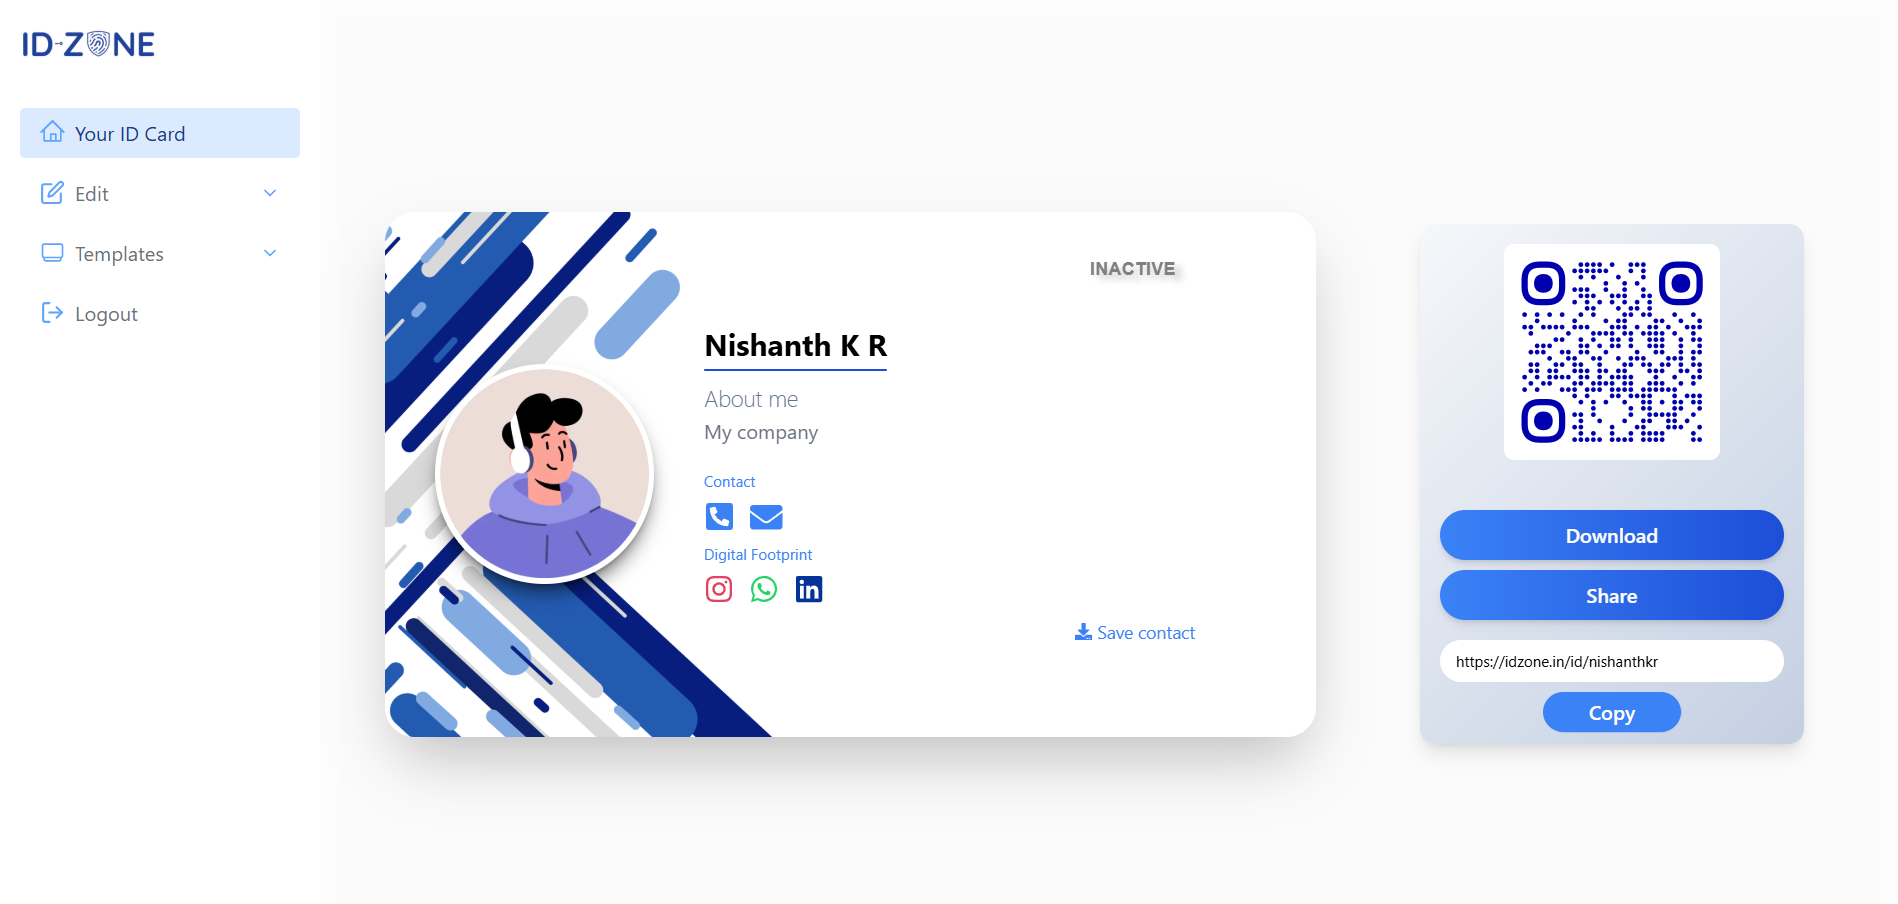 ID-ZONE
Your ID Card
Edit
Templates
Logout
INACTIVE
Nishanth K R
About me
My company
Contact
Digital Footprint
in
Save contact
Download
Share
https://idzone.in/id/nishanthkr
Copy